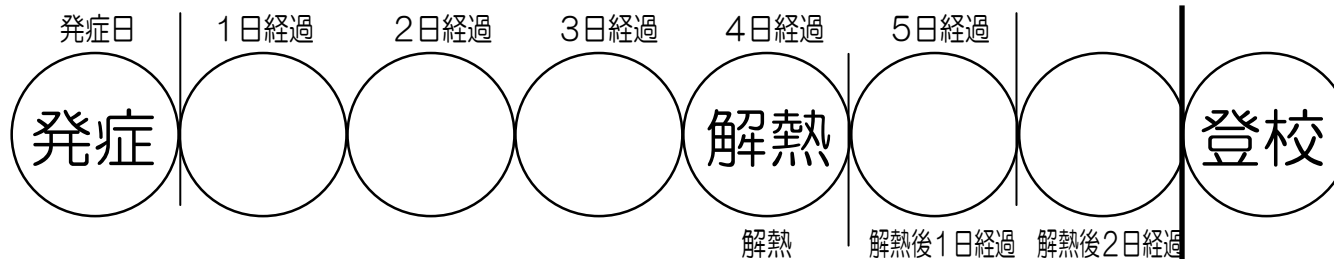 発症日 １日経過 ２日経過 ３日経過 ４日経過 ５日経過
発症 解熱 登校
解熱 解熱後１日経過 解熱後２日経過